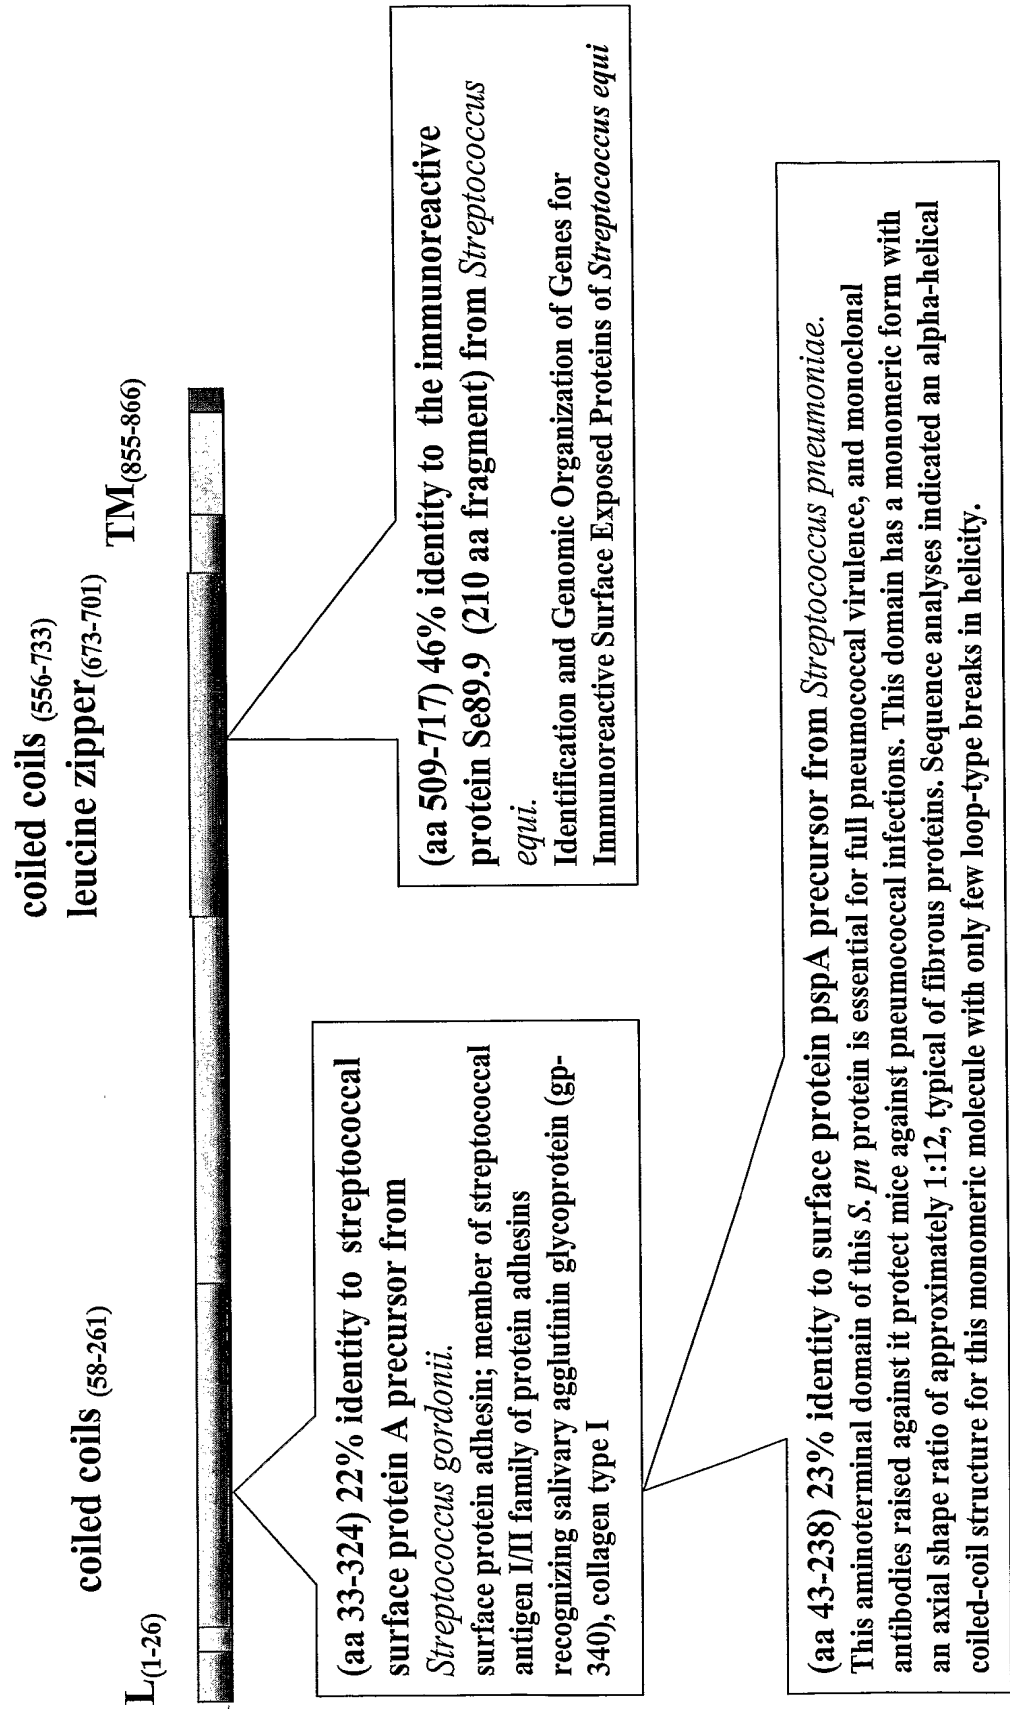 L(1-26)
coiled coils (58-261)
coiled coils (556-733)
leucine zipper(673-701)
TM(855-866)
(aa 33-324) 22% identity to streptococcal
surface protein A precursor from
Streptococcus gordonii.
surface protein adhesin; member of streptococcal
antigen I/II family of protein adhesins
recognizing salivary agglutinin glycoprotein (gp-
340), collagen type I
(aa 509-717) 46% identity to the immunoreactive
protein Se89.9 (210 aa fragment) from Streptococcus
equi.
Identification and Genomic Organization of Genes for
Immunoreactive Surface Exposed Proteins of Streptococcus equi
(aa 43-238) 23% identity to surface protein pspA precursor from Streptococcus pneumoniae.
This aminoterminal domain of this S. pn protein is essential for full pneumococcal virulence, and monoclonal
antibodies raised against it protect mice against pneumococcal infections. This domain has a monomeric form with
an axial shape ratio of approximately 1:12, typical of fibrous proteins. Sequence analyses indicated an alpha-helical
coiled-coil structure for this monomeric molecule with only few loop-type breaks in helicity.